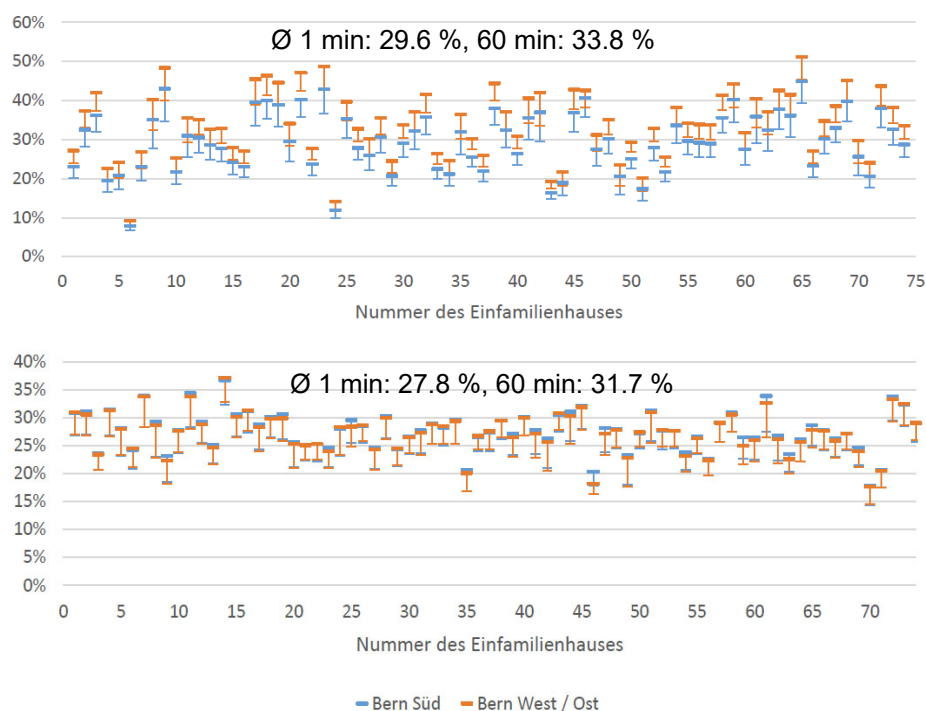 60%
Ø 1 min: 29.6 %, 60 min: 33.8 %
50%
40%
30%
20%
10%
0%
0 5 10 15 20 25 30 35 40 45 50 55 60 65 70 75
Nummer des Einfamilienhauses
40%
Ø 1 min: 27.8 %, 60 min: 31.7 %
35%
30%
25%
20%
15%
10%
5%
0%
0 5 10 15 20 25 30 35 40 45 50 55 60 65 70
Nummer des Einfamilienhauses
Bern Süd Bern West / Ost